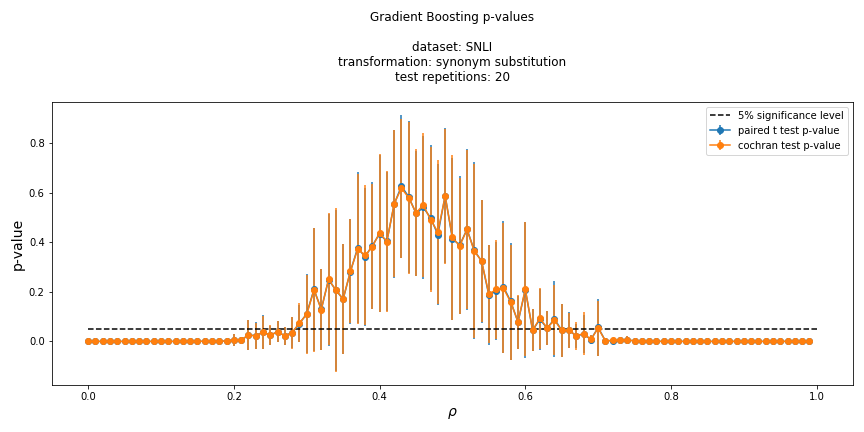 Gradient Boosting p-values
dataset: SNLI
transformation: synonym substitution
test repetitions: 20
5% significance level
paired t test p-value
cochran test p-value
p-value
0.8
0.6
0.4
0.2
0.0
0.0 0.2 0.4 0.6 0.8 1.0
ρ